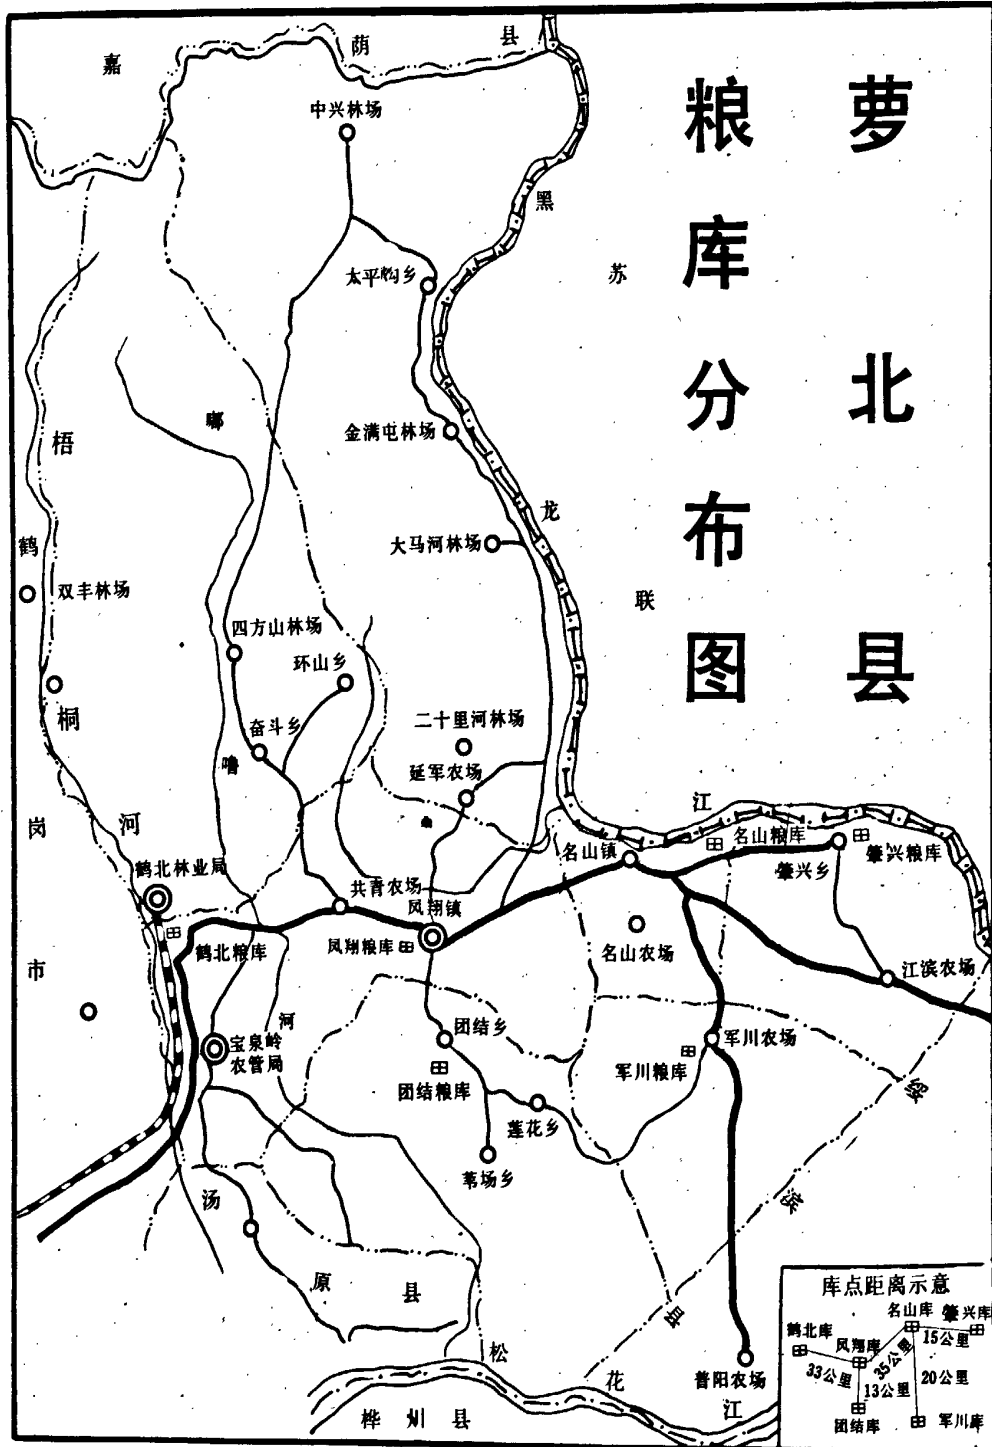 萝北县
粮库分布图
嘉
荫
县
中兴林场
黑
苏
太平沟乡
嘟
金满屯林场
梧
龙
鹤
大马河林场
双丰林场
联
四方山林场
环山乡
桐
奋斗乡
二十里河林场
噜
延军农场
江
岗
河
名山粮库
名山镇
肇兴粮库
肇兴乡
鹤北林业局
共青农场
凤翔镇
鹤北粮库
凤翔粮库
名山农场
市
江滨农场
河
团结乡
军川农场
宝泉岭
农管局
军川粮库
团结粮库
绥
莲花乡
苇场乡
汤
滨
原
县
县
松
花
江
普阳农场
桦川县
库点距离示意
名山库
肇兴库
鹤北库
凤翔库
15公里
35公里
33公里
13公里
20公里
团结库
军川库